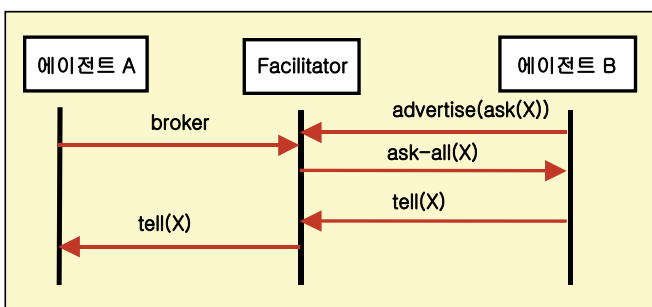 에이전트 A
Facilitator
에이전트 B
advertise(ask(X))
broker
ask-all(X)
tell(X)
tell(X)